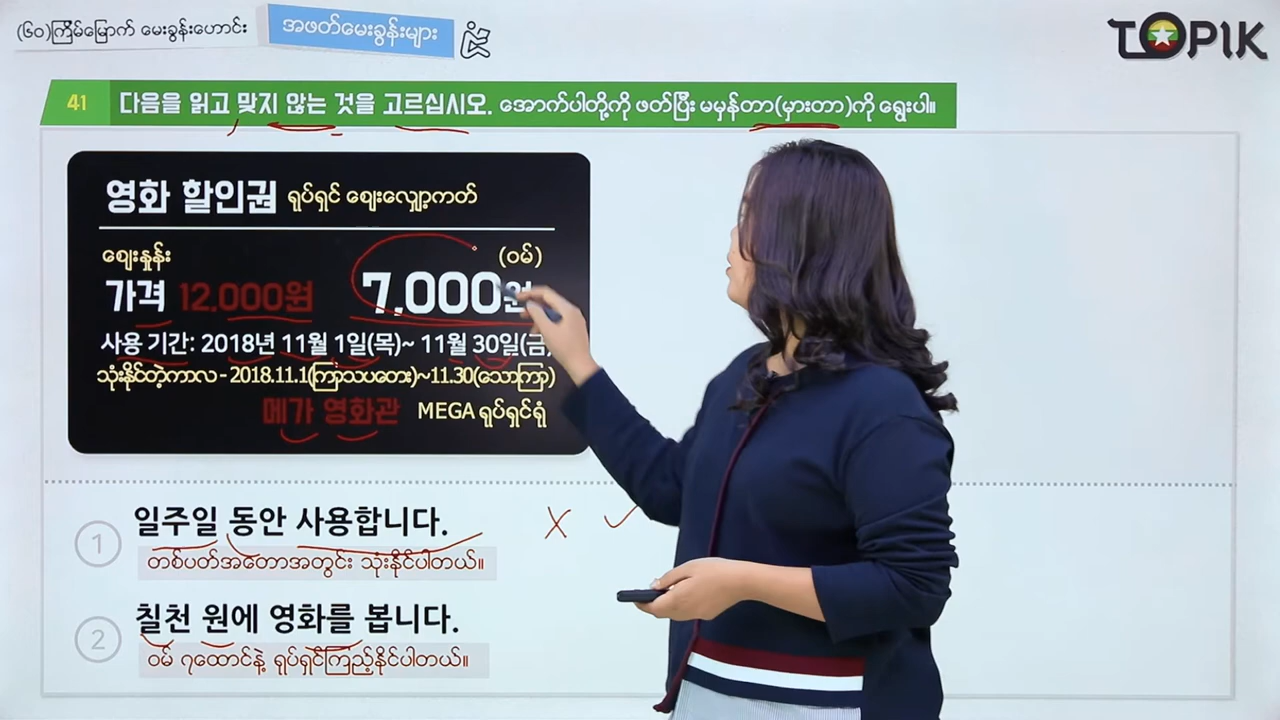 (၆၀)ကြိမ်မြောက် မေးခွန်းဟောင်း
အဖတ်မေးခွန်းများ
TOPIK
41 다음을 읽고 맞지 않는 것을 고르십시오. အောက်ပါတို့ကို ဖတ်ပြီး မမှန်တာ(မှားတာ)ကို ရွေးပါ။
영화 할인권 ရုပ်ရှင် ဈေးလျှော့ကတ်
ဈေးနှုန်း (ဝမ်)
가격 12,000원 7,000원
사용 기간: 2018년 11월 1일(목)~ 11월 30일(금)
သုံးနိုင်တဲ့ကာလ - 2018.11.1(ကြာသပတေး)~11.30(သောကြာ)
메가 영화관 MEGA ရုပ်ရှင်ရုံ
1 일주일 동안 사용합니다.
တစ်ပတ်အတောအတွင်း သုံးနိုင်ပါတယ်။
2 칠천 원에 영화를 봅니다.
ဝမ် ၇ထောင်နဲ့ ရုပ်ရှင်ကြည့်နိုင်ပါတယ်။